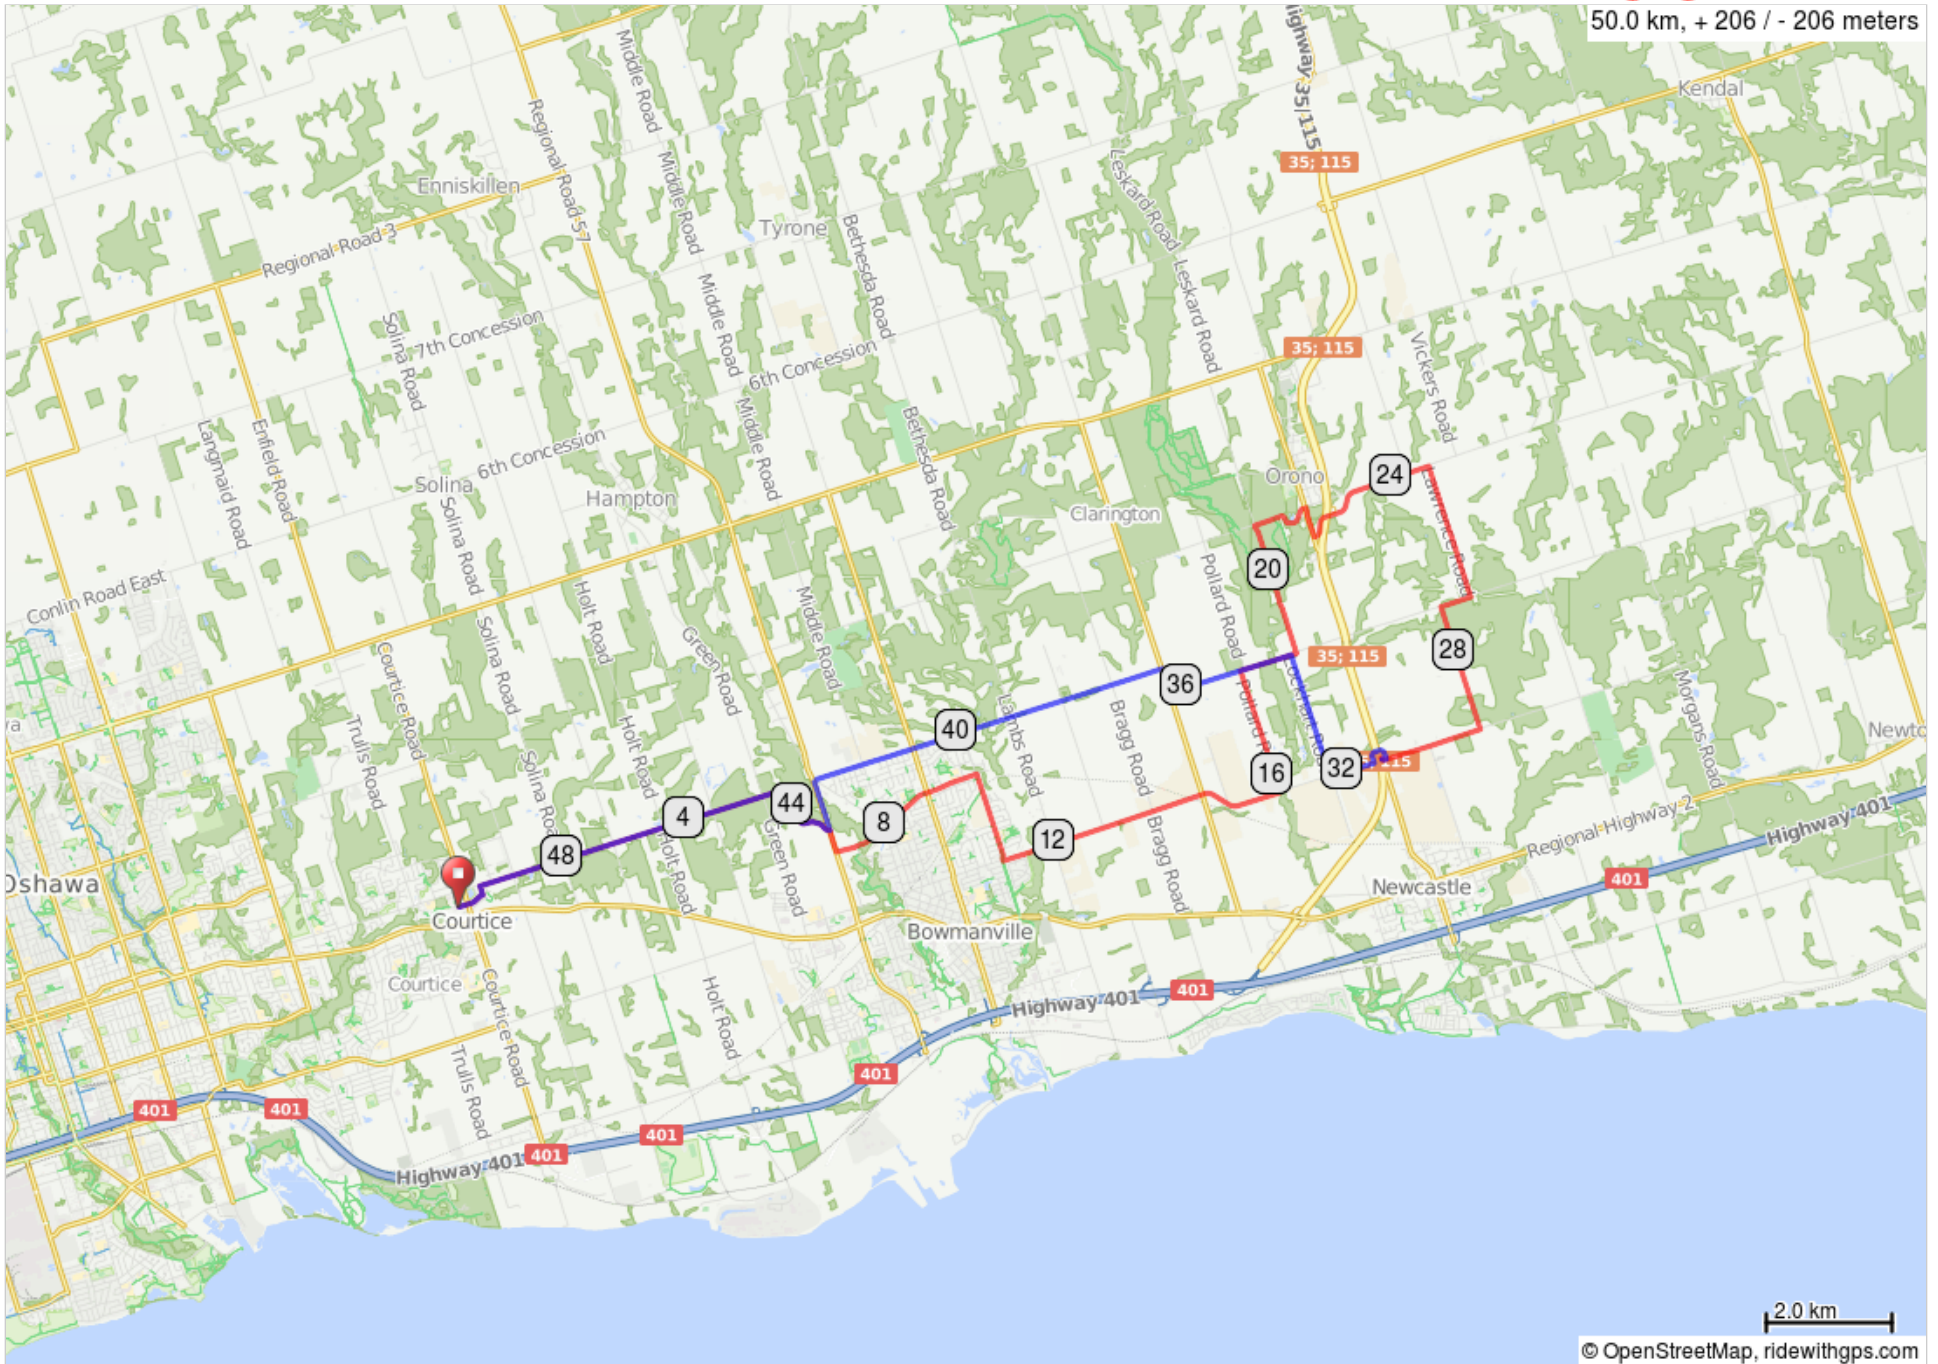 50.0 km, + 206 / - 206 meters
Highway 35|115
Middle Road
Kendal
Regional Road 57
35; 115
Middle Road
Leskard Road
Enniskillen
Tyrone
Bethesda Road
Regional Road 3
Leskard Road
Middle Road
Solina Road
7th Concession
35; 115
Vickers Road
6th Concession
Middle Road
Bethesda Road
Langmaid Road
Enfield Road
6th Concession
Solina
Hampton
Orono
24
Clarington
Solina Road
Lawrence Road
Conlin Road East
20
Pollard Road
Holt Road
Middle Road
Solina Road
Green Road
Courtice Road
28
35; 115
36
Lockhart Road
Pollard R
Lambs Road
Bragg Road
Morgans Road
Trulls Road
Holt Road
40
Newto
Solina Road
16
32
115
44
4
8
12
Bragg Road
Green Road
Holt Road
Regional Highway 2
Highway 401
48
401
Oshawa
Newcastle
Courtice
Bowmanville
Courtice
Courtice Road
Holt Road
Highway 401
401
Trulls Road
401
401
401
401
Highway 401
401
2.0 km
© OpenStreetMap, ridewithgps.com